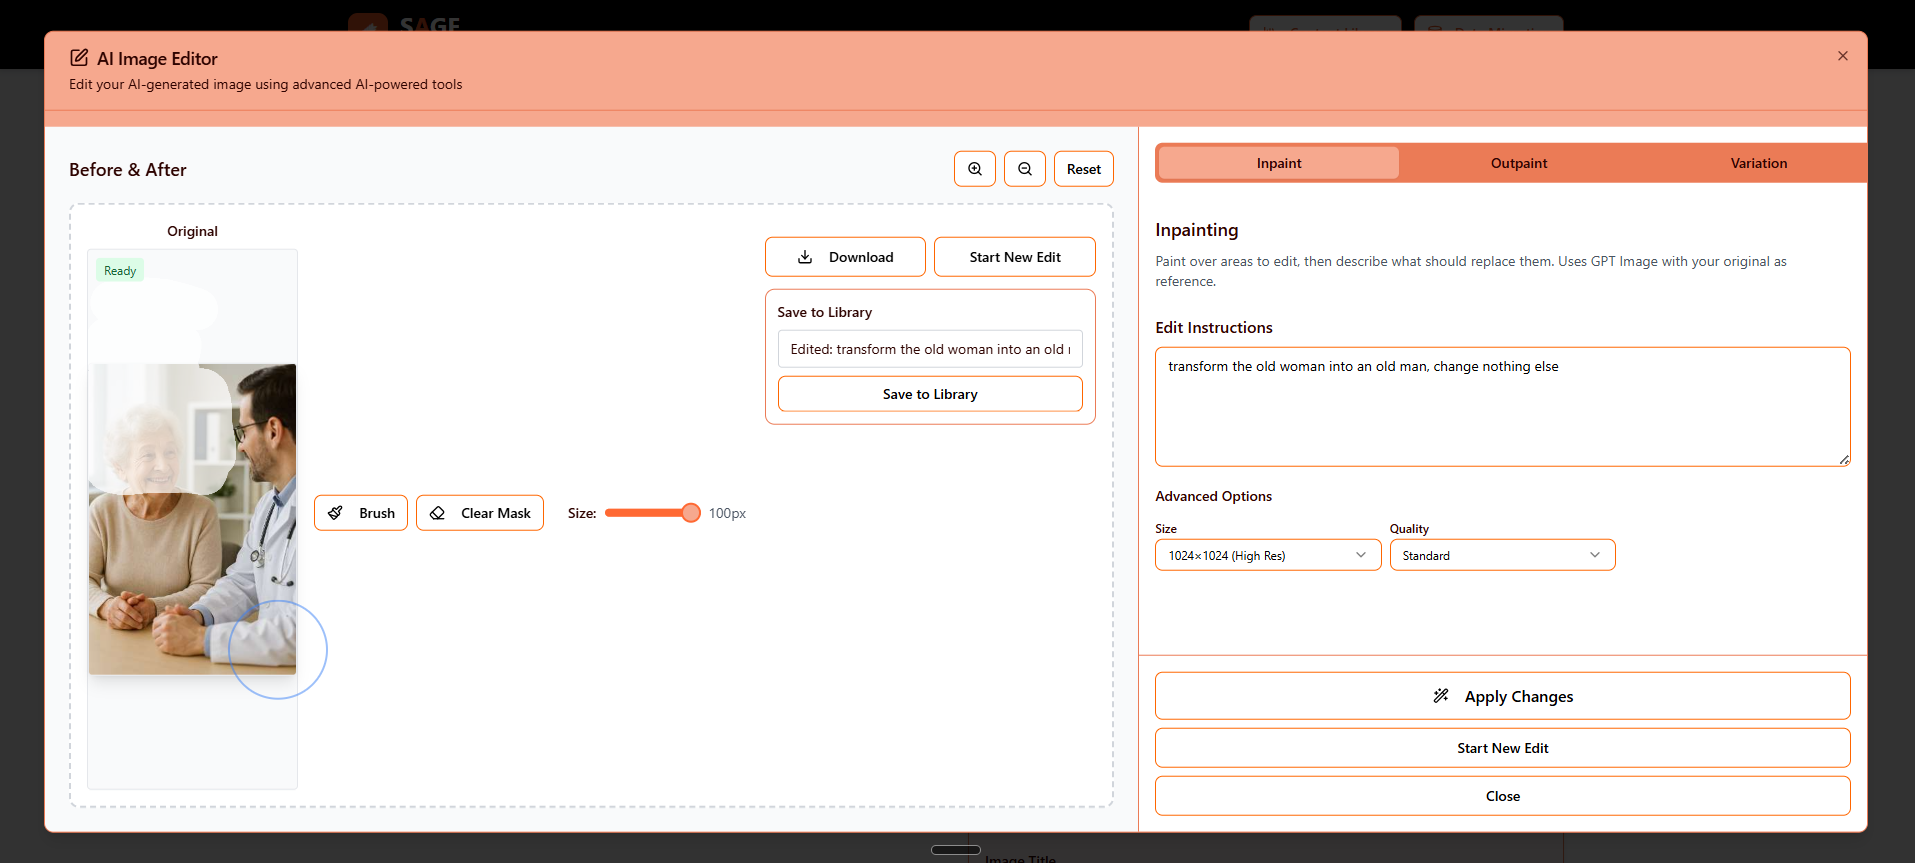 SAGE
AI Image Editor
Edit your AI-generated image using advanced AI-powered tools
Before & After
Reset
Inpaint
Outpaint
Variation
Original
Ready
Download
Start New Edit
Save to Library
Edited: transform the old woman into an old
Save to Library
Brush
Clear Mask
Size:
100px
Inpainting
Paint over areas to edit, then describe what should replace them. Uses GPT Image with your original as
reference.
Edit Instructions
transform the old woman into an old man, change nothing else
Advanced Options
Size
Quality
1024×1024 (High Res)
Standard
Apply Changes
Start New Edit
Close
Image Title